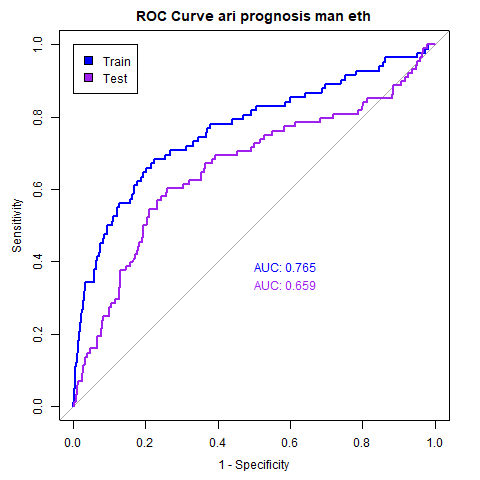 ROC Curve ari prognosis man eth
Train
Test
Sensitivity
1.0
0.8
0.6
0.4
0.2
0.0
AUC: 0.765
AUC: 0.659
0.0 0.2 0.4 0.6 0.8 1.0
1 - Specificity